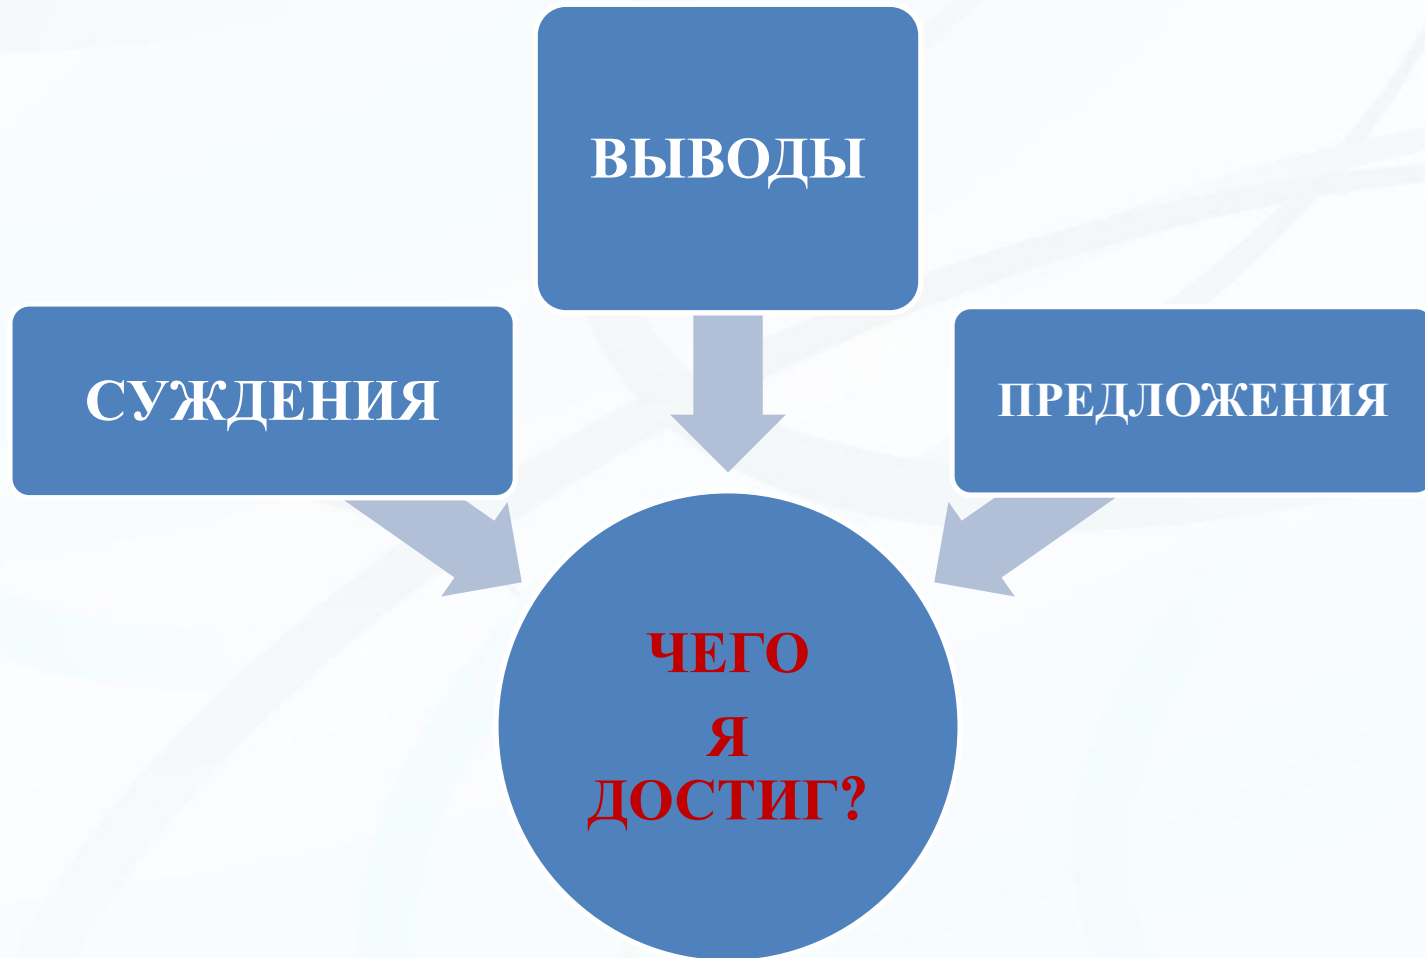 ВЫВОДЫ
СУЖДЕНИЯ
ПРЕДЛОЖЕНИЯ
ЧЕГО
Я
ДОСТИГ?